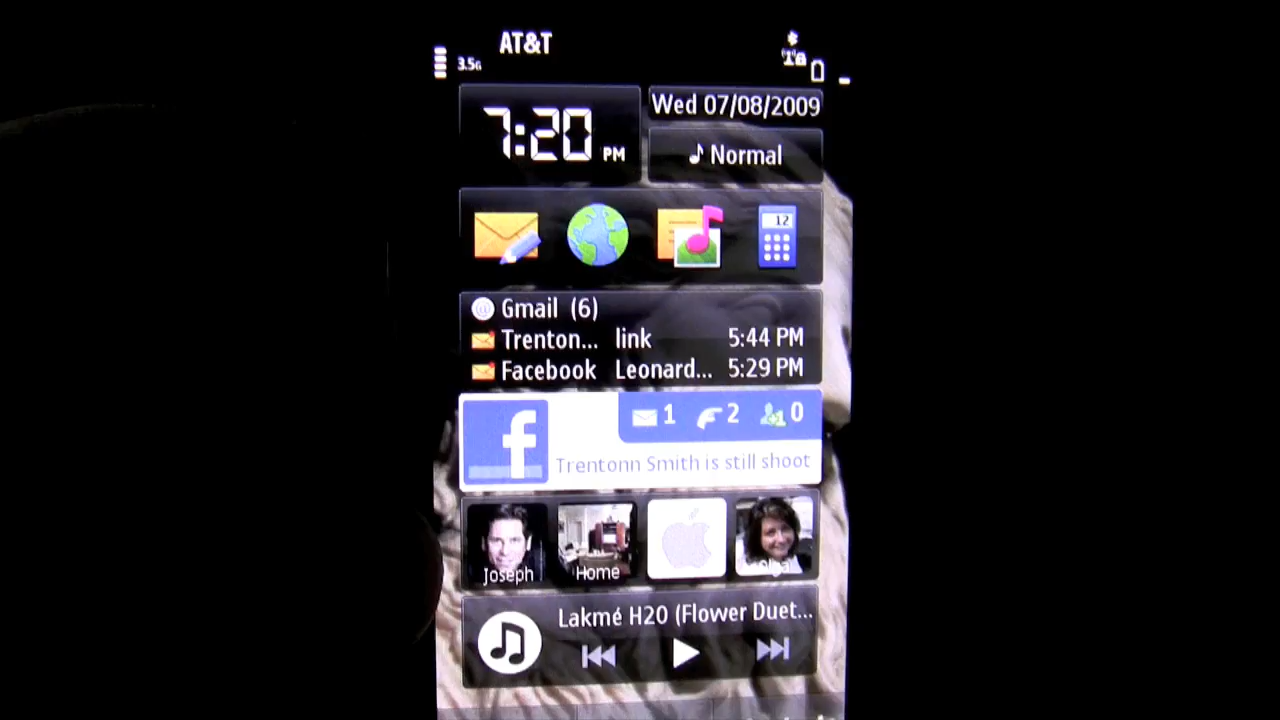 AT&T
3.5G
7:20 PM
Wed 07/08/2009
Normal
12
Gmail (6)
Trenton... link 5:44 PM
Facebook Leonard... 5:29 PM
f
1 2 0
Trentonn Smith is still shoot
Joseph Home Olga
Lakmé H20 (Flower Duet...